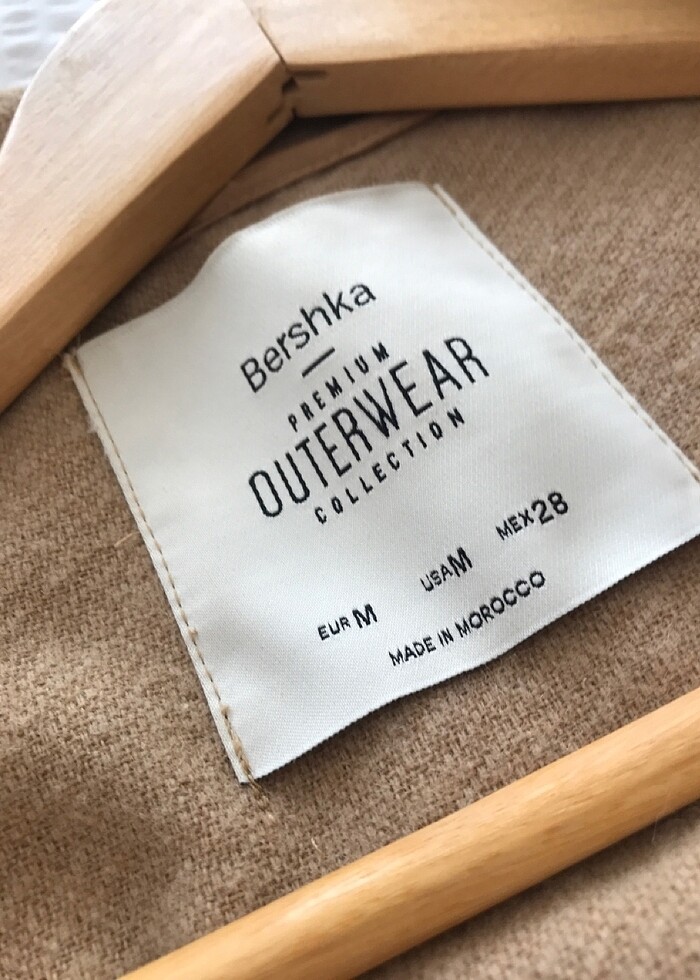 Bershka
PREMIUM
OUTERWEAR
COLLECTION
EUR M USA M MEX 28
MADE IN MOROCCO